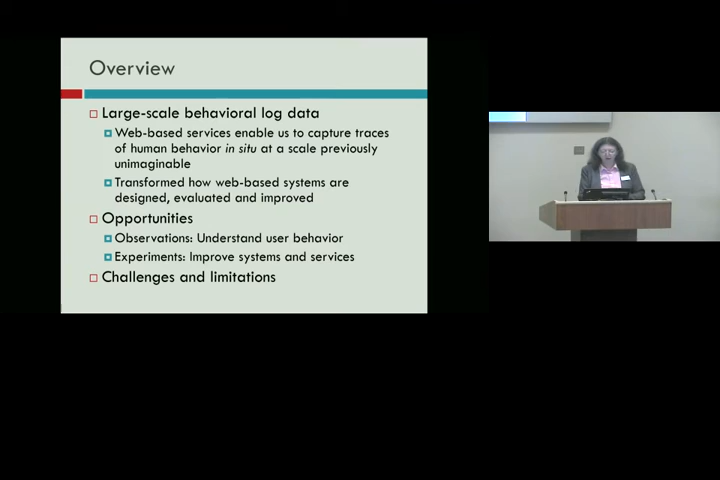 Overview
Large-scale behavioral log data
Web-based services enable us to capture traces
of human behavior in situ at a scale previously
unimaginable
Transformed how web-based systems are
designed, evaluated and improved
Opportunities
Observations: Understand user behavior
Experiments: Improve systems and services
Challenges and limitations